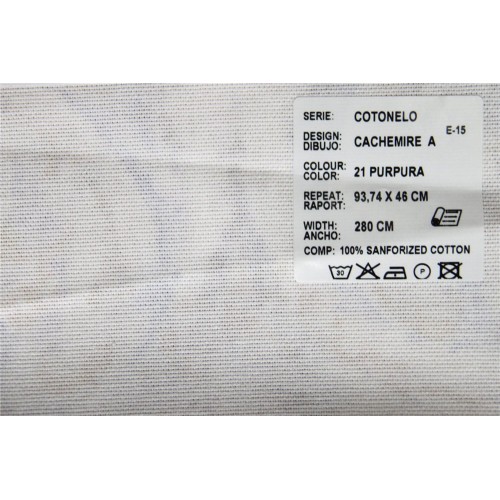 SERIE: COTONELO
E-15
DESIGN:
DIBUJO: CACHEMIRE A
COLOUR:
COLOR: 21 PURPURA
REPEAT:
RAPORT: 93,74 X 46 CM
WIDTH:
ANCHO: 280 CM
COMP: 100% SANFORIZED COTTON
30 P